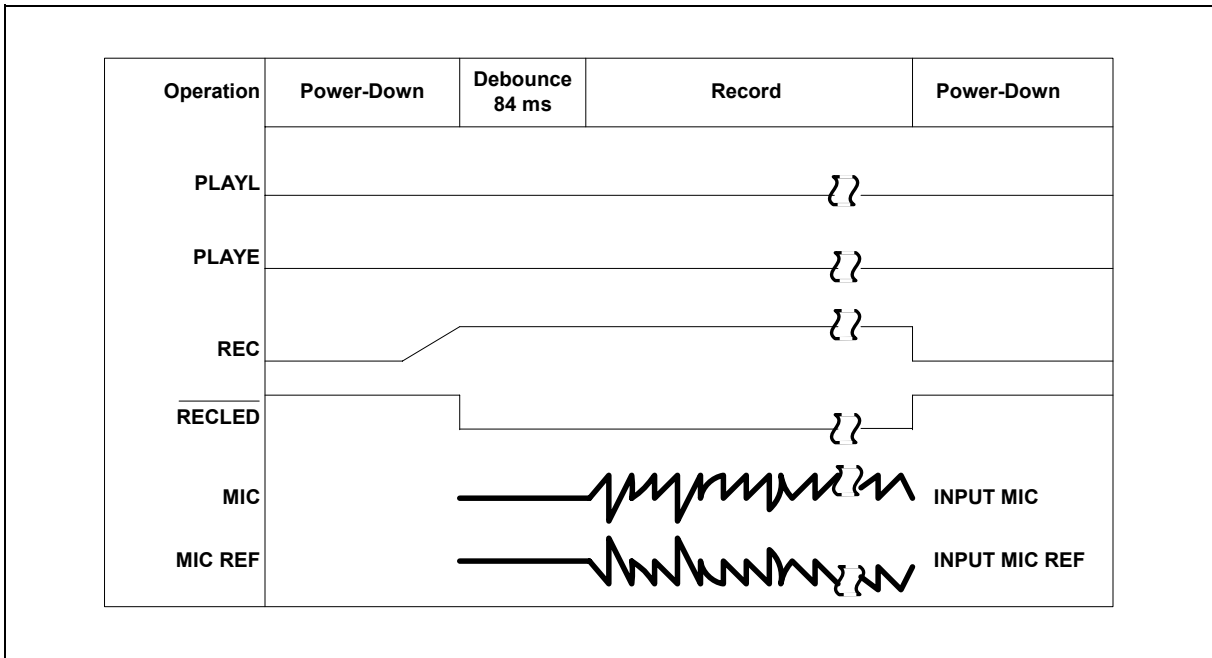 Operation Power-Down Debounce 84 ms Record Power-Down
PLAYL
PLAYE
REC
RECLED
MIC INPUT MIC
MIC REF INPUT MIC REF